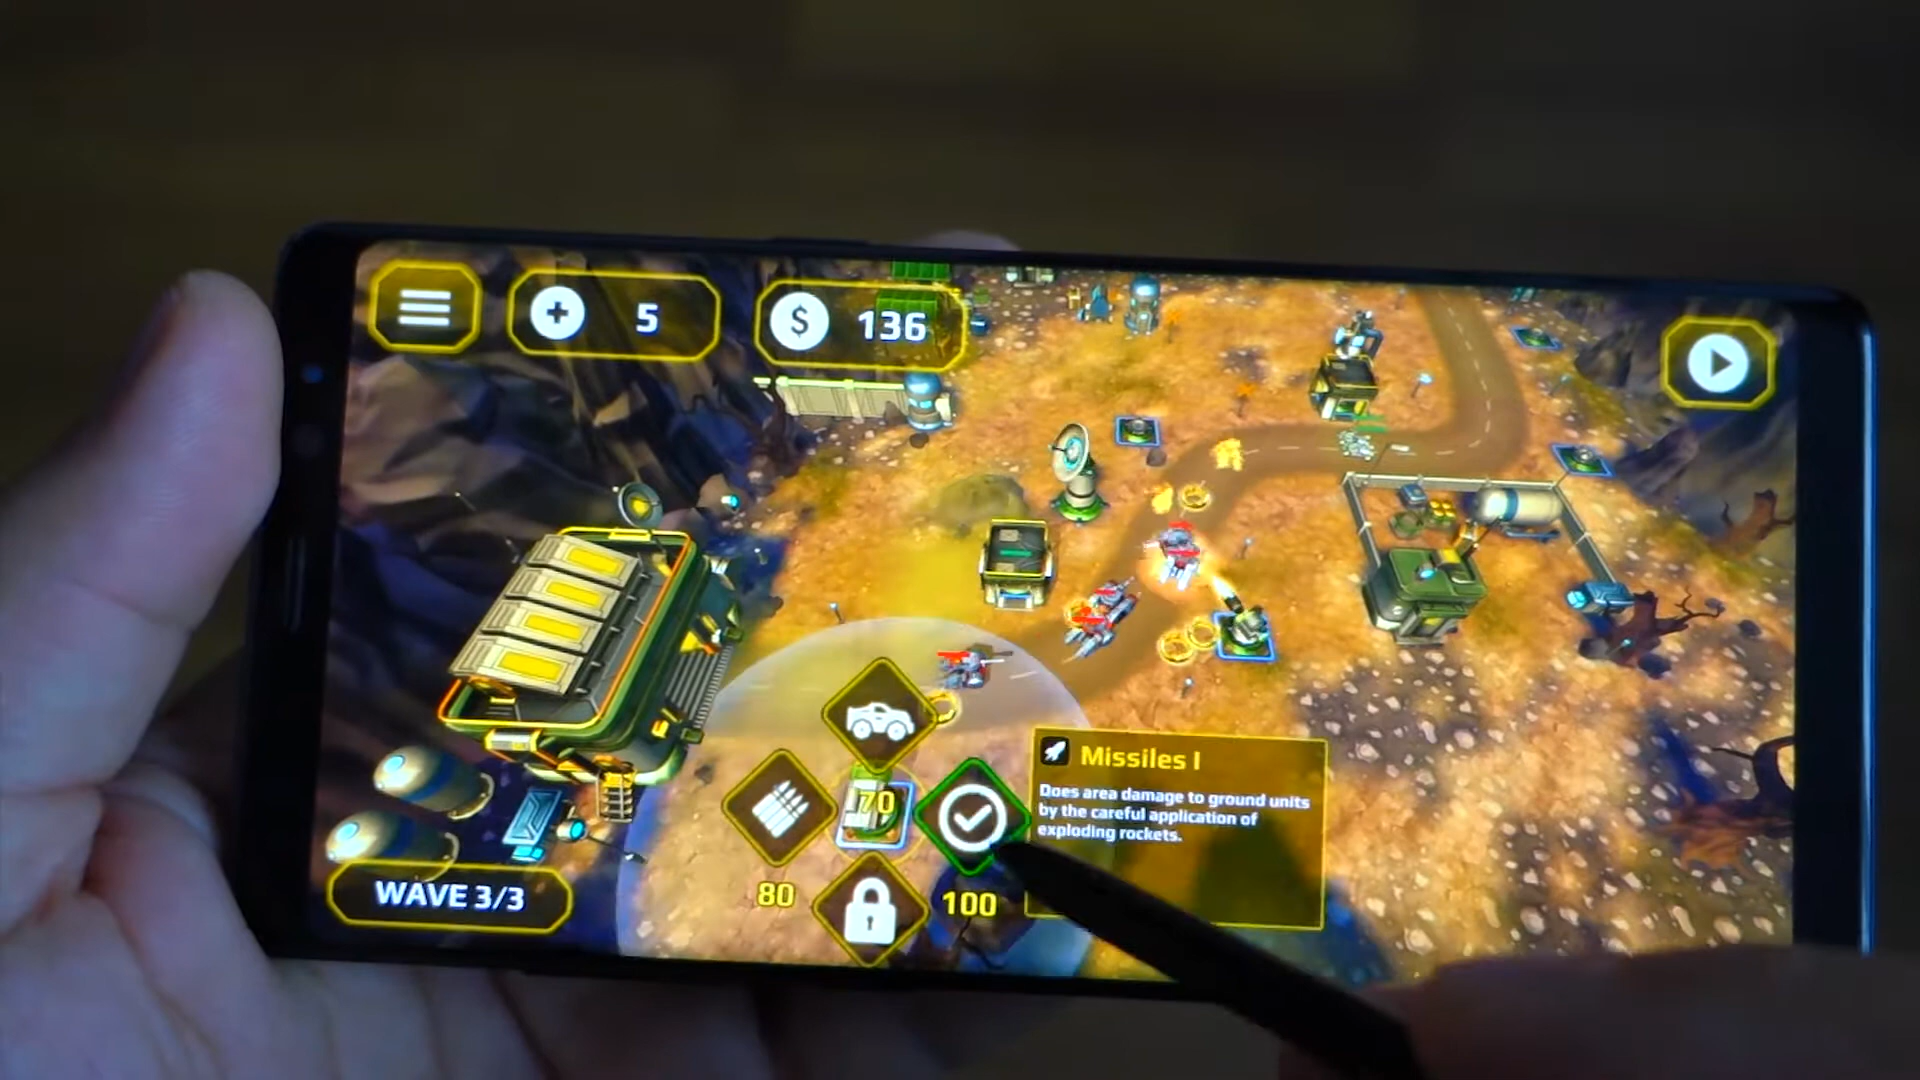 5
$ 136
Missiles I
Does area damage to ground units
by the careful application of
exploding rockets.
70
80
100
WAVE 3/3